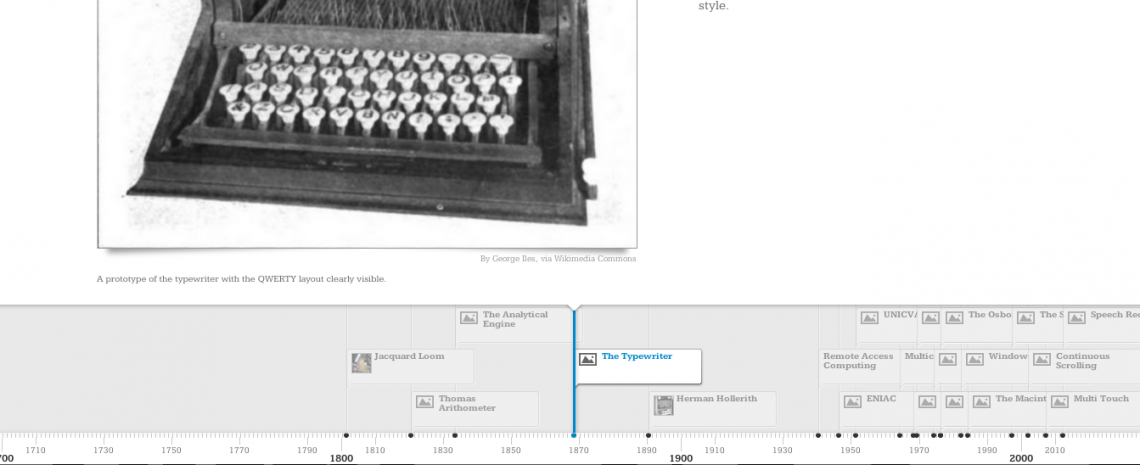 style.
By George Iles, via Wikimedia Commons
A prototype of the typewriter with the QWERTY layout clearly visible.
The Analytical
Engine
UNIVA
The Osbo
The S
Speech Rec
Jacquard Loom
The Typewriter
Remote Access
Computing
Multic
Window
Continuous
Scrolling
Thomas
Arithometer
Herman Hollerith
ENIAC
The Macint
Multi Touch
700
1710
1730
1740
1750
1800
1810
1830
1850
1870
1890
1810
1900
1910
1930
1950
1970
1990
2000
2010